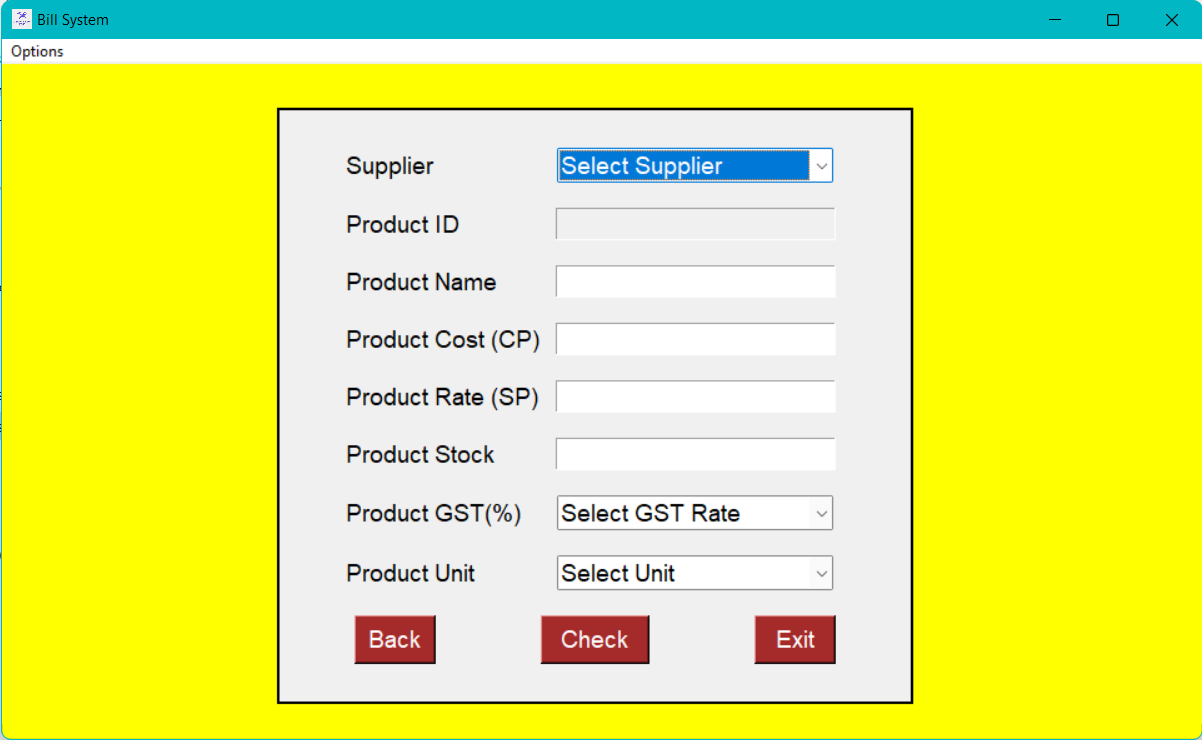 Bill System
Options
Supplier Select Supplier
Product ID
Product Name
Product Cost (CP)
Product Rate (SP)
Product Stock
Product GST(%) Select GST Rate
Product Unit Select Unit
Back Check Exit